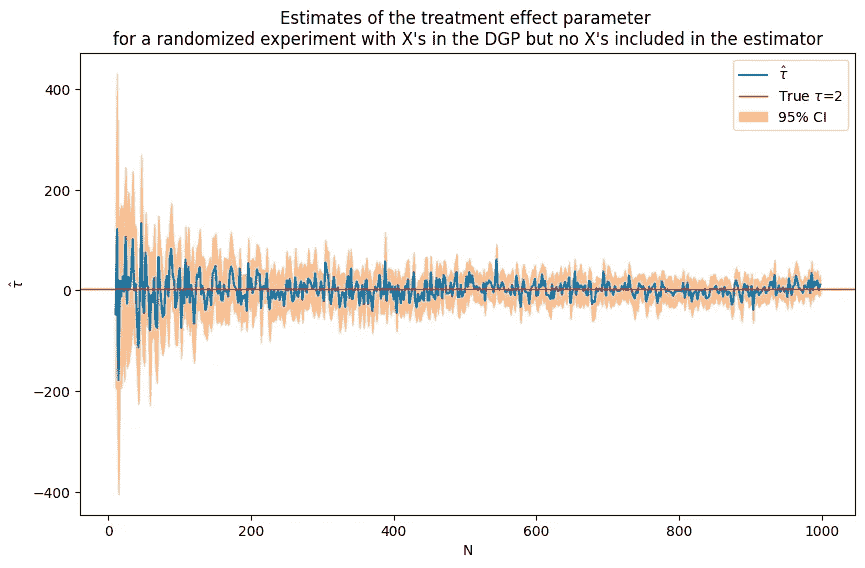 Estimates of the treatment effect parameter
for a randomized experiment with X's in the DGP but no X's included in the estimator
τ̂
True τ=2
95% CI
400
200
0
−200
−400
τ̂
0
200
400
600
800
1000
N